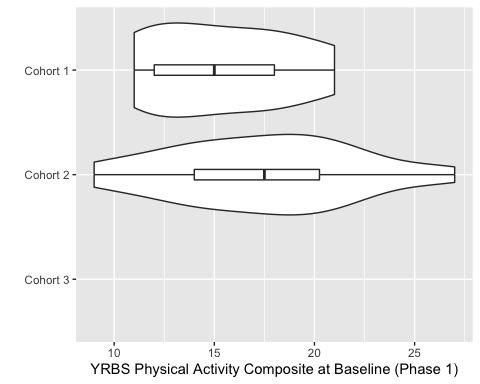 Cohort 1
Cohort 2
Cohort 3
10 15 20 25
YRBS Physical Activity Composite at Baseline (Phase 1)